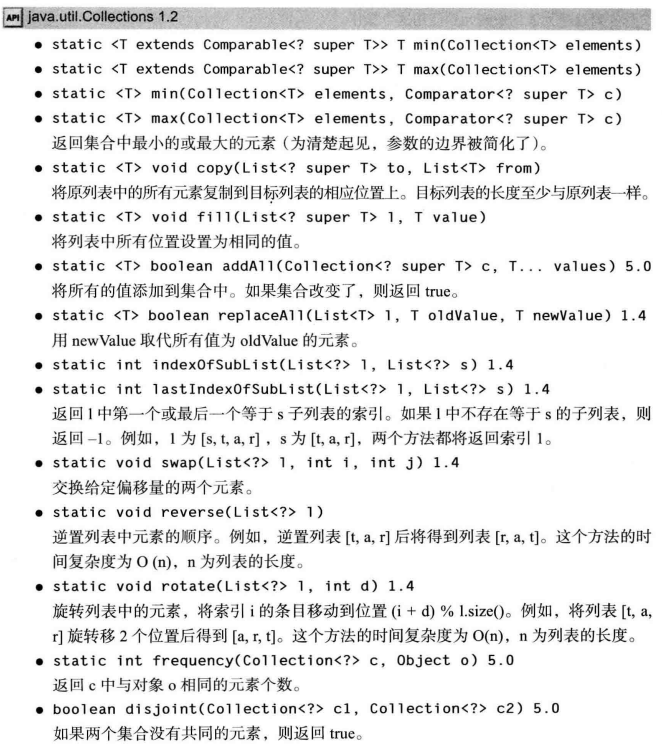 API java.util.Collections 1.2
• static <T extends Comparable<? super T>> T min(Collection<T> elements)
• static <T extends Comparable<? super T>> T max(Collection<T> elements)
• static <T> min(Collection<T> elements, Comparator<? super T> c)
• static <T> max(Collection<T> elements, Comparator<? super T> c)
返回集合中最小的或最大的元素（为清楚起见，参数的边界被简化了）。
• static <T> void copy(List<? super T> to, List<T> from)
将原列表中的所有元素复制到目标列表的相应位置上。目标列表的长度至少与原列表一样。
• static <T> void fill(List<? super T> l, T value)
将列表中所有位置设置为相同的值。
• static <T> boolean addAll(Collection<? super T> c, T... values) 5.0
将所有的值添加到集合中。如果集合改变了，则返回 true。
• static <T> boolean replaceAll(List<T> l, T oldValue, T newValue) 1.4
用 newValue 取代所有值为 oldValue 的元素。
• static int indexOfSubList(List<?> l, List<?> s) 1.4
• static int lastIndexOfSubList(List<?> l, List<?> s) 1.4
返回 l 中第一个或最后一个等于 s 子列表的索引。如果 l 中不存在等于 s 的子列表，则
返回 –1。例如，l 为 [s, t, a, r] ，s 为 [t, a, r]，两个方法都将返回索引 1。
• static void swap(List<?> l, int i, int j) 1.4
交换给定偏移量的两个元素。
• static void reverse(List<?> l)
逆置列表中元素的顺序。例如，逆置列表 [t, a, r] 后将得到列表 [r, a, t]。这个方法的时
间复杂度为 O (n)，n 为列表的长度。
• static void rotate(List<?> l, int d) 1.4
旋转列表中的元素，将索引 i 的条目移动到位置 (i + d) % l.size()。例如，将列表 [t, a,
r] 旋转移 2 个位置后得到 [a, r, t]。这个方法的时间复杂度为 O(n)，n 为列表的长度。
• static int frequency(Collection<?> c, Object o) 5.0
返回 c 中与对象 o 相同的元素个数。
• boolean disjoint(Collection<?> c1, Collection<?> c2) 5.0
如果两个集合没有共同的元素，则返回 true。